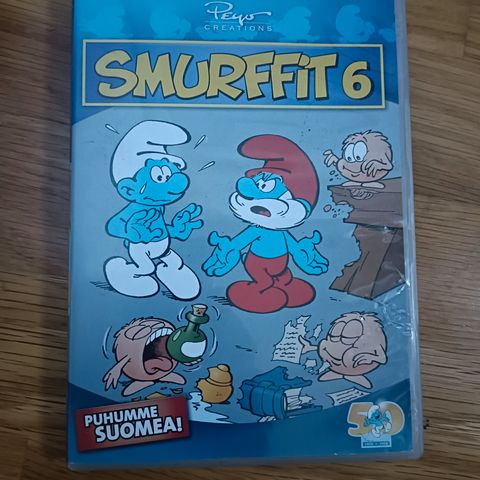 Peyo
CREATIONS
SMURFFiT 6
PUHUMME
SUOMEA!
50